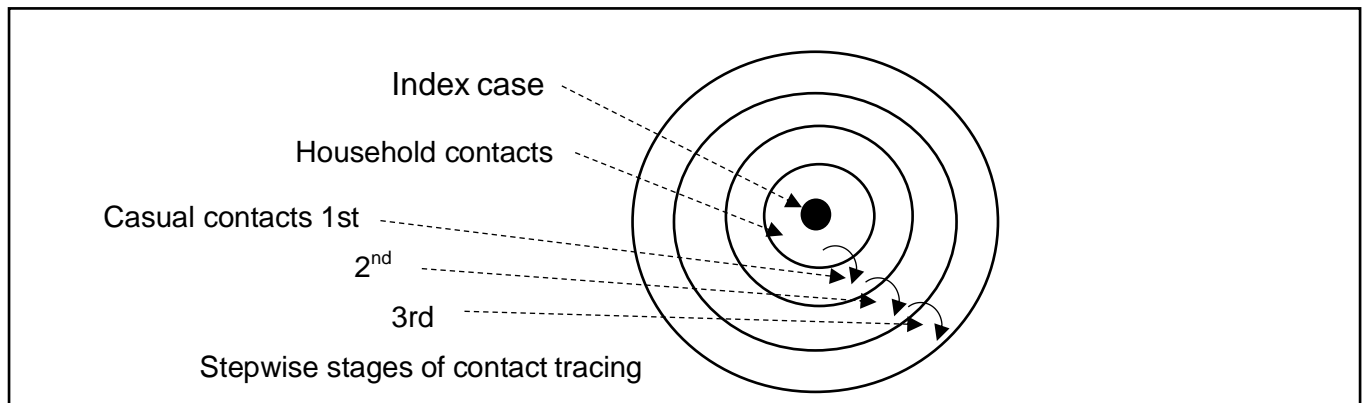 Index case
Household contacts
Casual contacts 1st
2nd
3rd
Stepwise stages of contact tracing